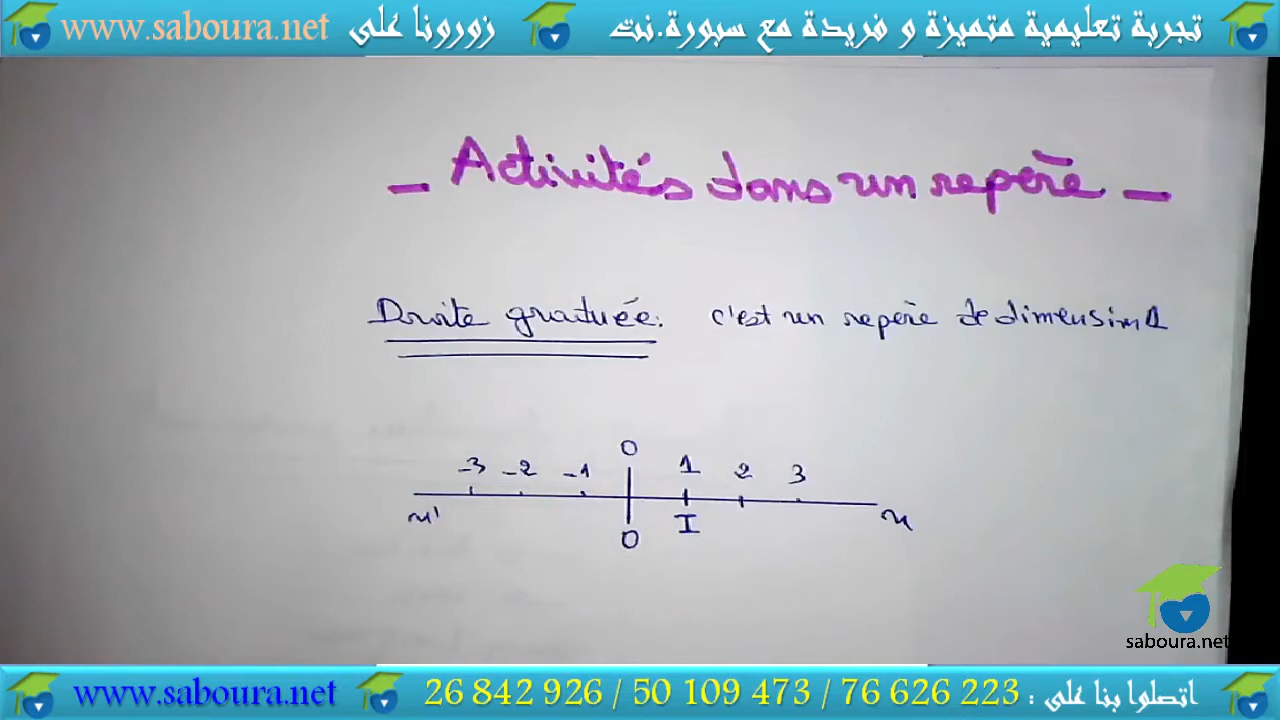 تجربة تعليمية متميزة و فريدة مع سبورة.نت زورونا على www.saboura.net
- Activités dans un repère -
Droite graduée: c'est un repère de dimension 1
-3 -2 -1 0 1 2 3
x' x
O I
saboura.net
اتصلوا بنا على : 26 842 926 / 50 109 473 / 76 626 223 www.saboura.net